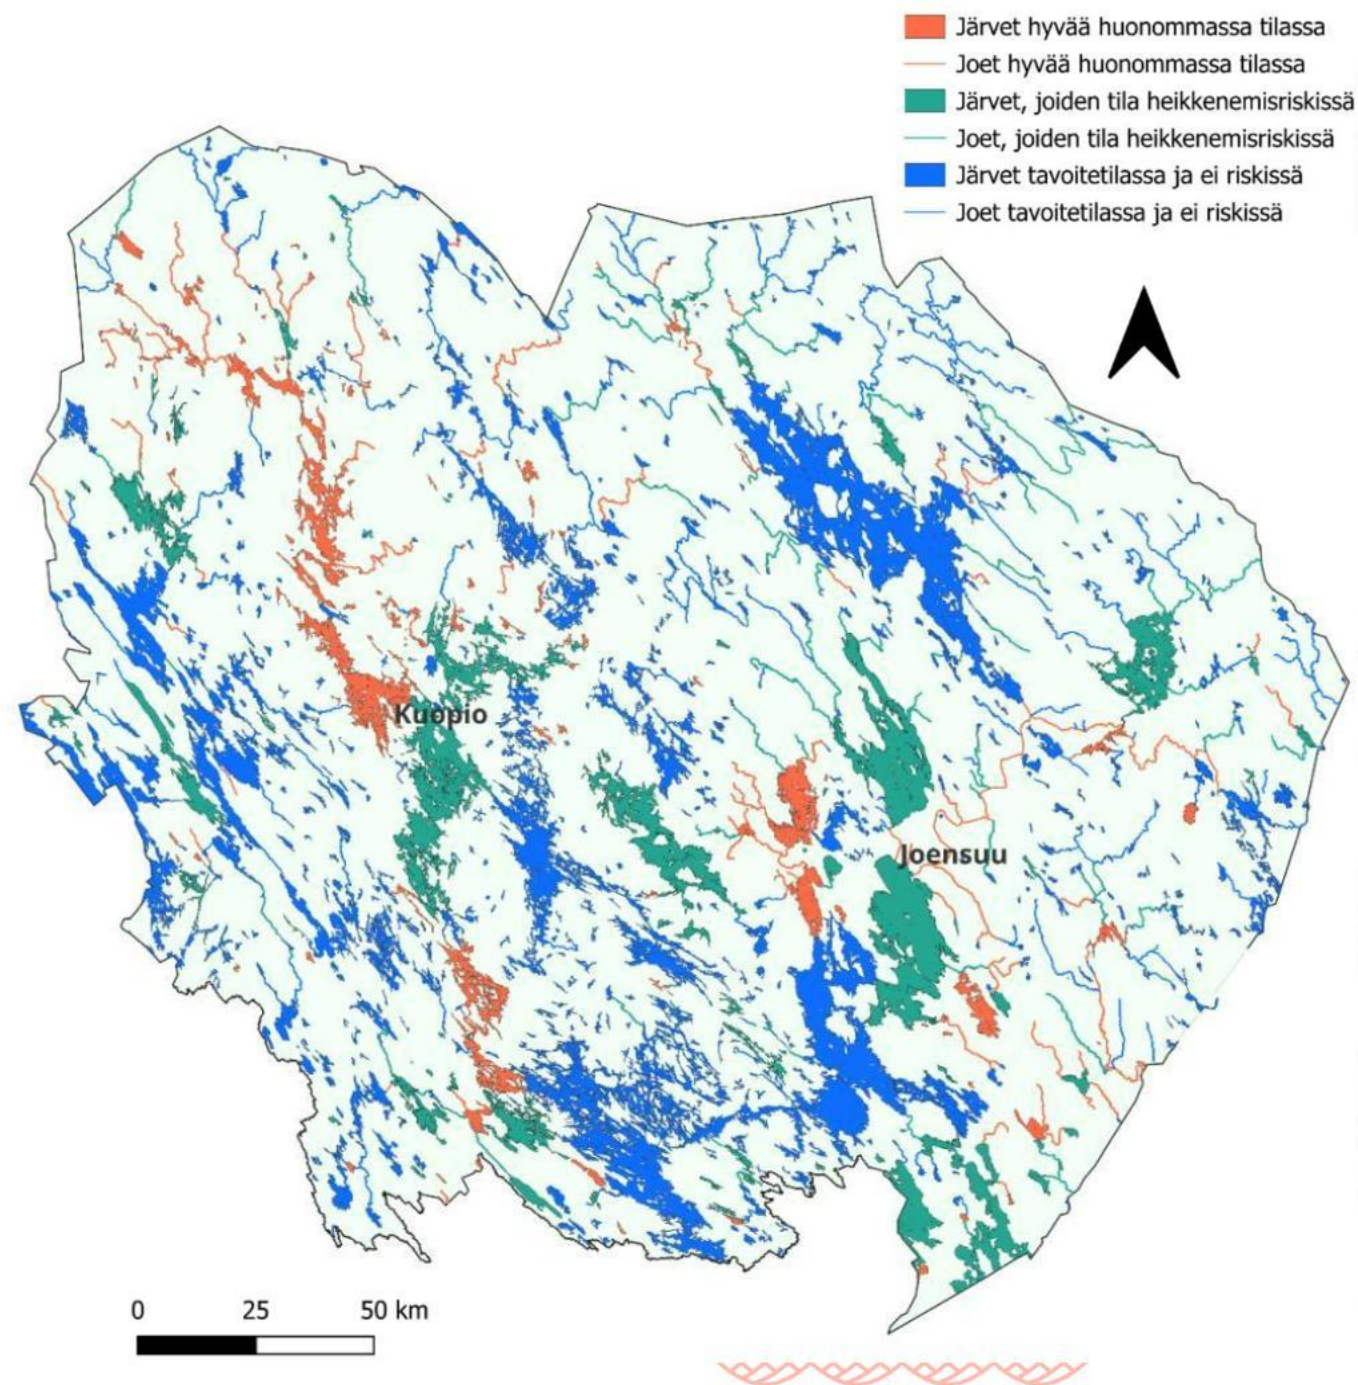 Järvet hyvää huonommassa tilassa
Joet hyvää huonommassa tilassa
Järvet, joiden tila heikkenemisriskissä
Joet, joiden tila heikkenemisriskissä
Järvet tavoitetilassa ja ei riskissä
Joet tavoitetilassa ja ei riskissä
Kuopio
Joensuu
0 25 50 km